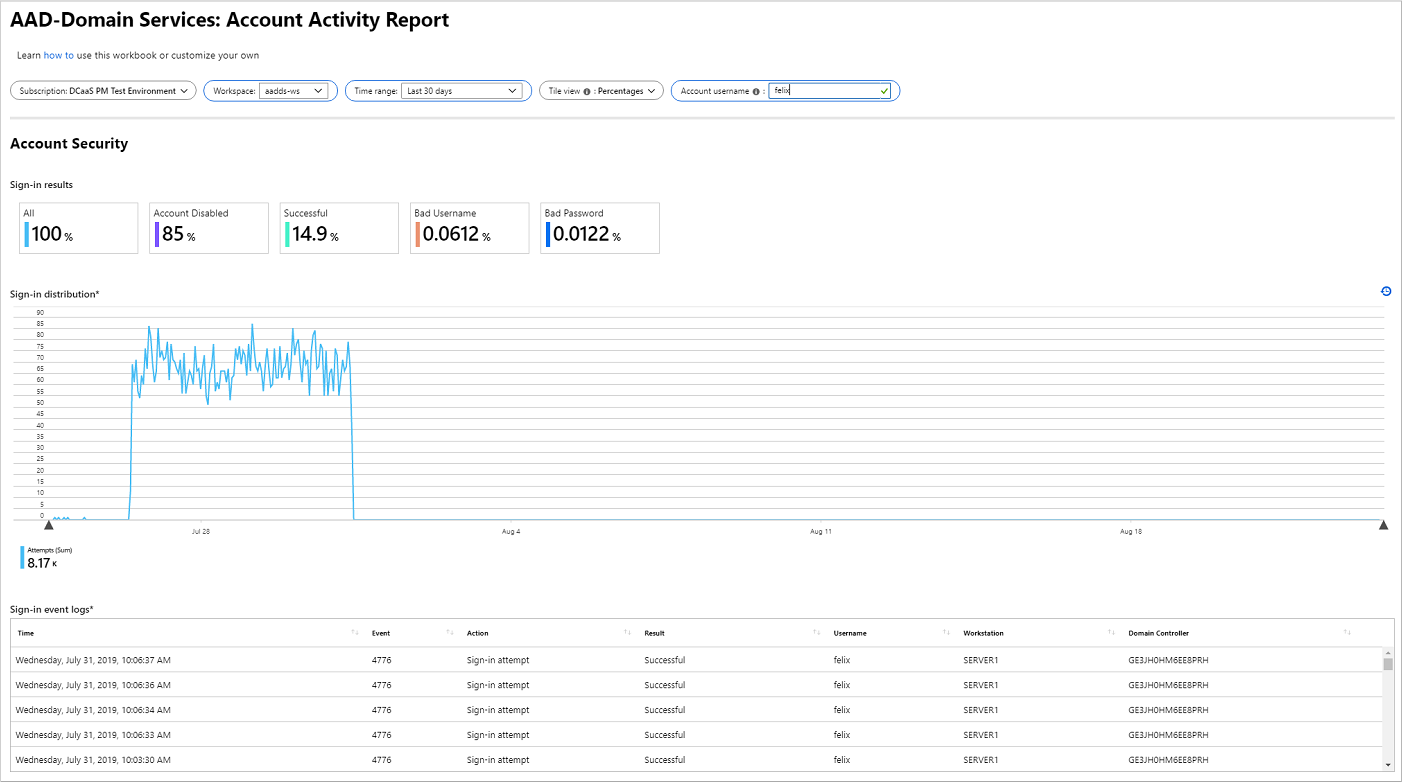 AAD-Domain Services: Account Activity Report
Learn how to use this workbook or customize your own
Subscription: DCaaS PM Test Environment Workspace: aadds-ws Time range: Last 30 days Tile view : Percentages Account username : felix
Account Security
Sign-in results
All Account Disabled Successful Bad Username Bad Password
100 % 85 % 14.9 % 0.0612 % 0.0122 %
Sign-in distribution*
90
85
80
75
70
65
60
55
50
45
40
35
30
25
20
15
10
5
0
Jul 28 Aug 4 Aug 11 Aug 18
Attempts (Sum)
8.17 K
Sign-in event logs*
Time Event Action Result Username Workstation Domain Controller
Wednesday, July 31, 2019, 10:06:37 AM 4776 Sign-in attempt Successful felix SERVER1 GE3JH0HM6EE8PRH
Wednesday, July 31, 2019, 10:06:36 AM 4776 Sign-in attempt Successful felix SERVER1 GE3JH0HM6EE8PRH
Wednesday, July 31, 2019, 10:06:34 AM 4776 Sign-in attempt Successful felix SERVER1 GE3JH0HM6EE8PRH
Wednesday, July 31, 2019, 10:06:33 AM 4776 Sign-in attempt Successful felix SERVER1 GE3JH0HM6EE8PRH
Wednesday, July 31, 2019, 10:03:30 AM 4776 Sign-in attempt Successful felix SERVER1 GE3JH0HM6EE8PRH